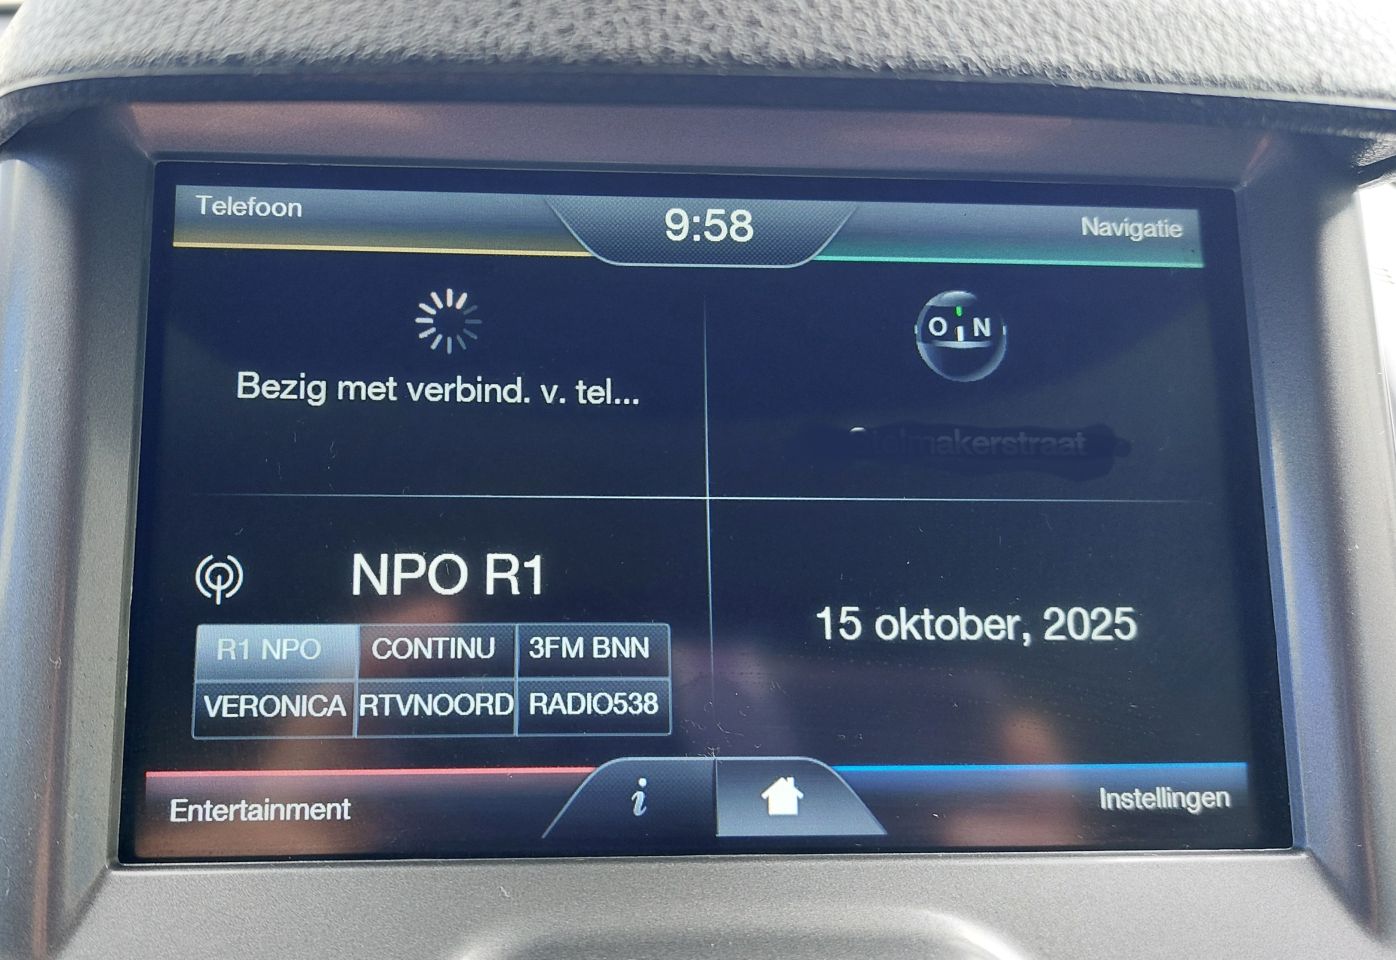 Telefoon
9:58
Navigatie
Bezig met verbind. v. tel...
O N
NPO R1
R1 NPO
CONTINU
3FM BNN
VERONICA
RTVNOORD
RADIO538
15 oktober, 2025
Entertainment
i
Instellingen